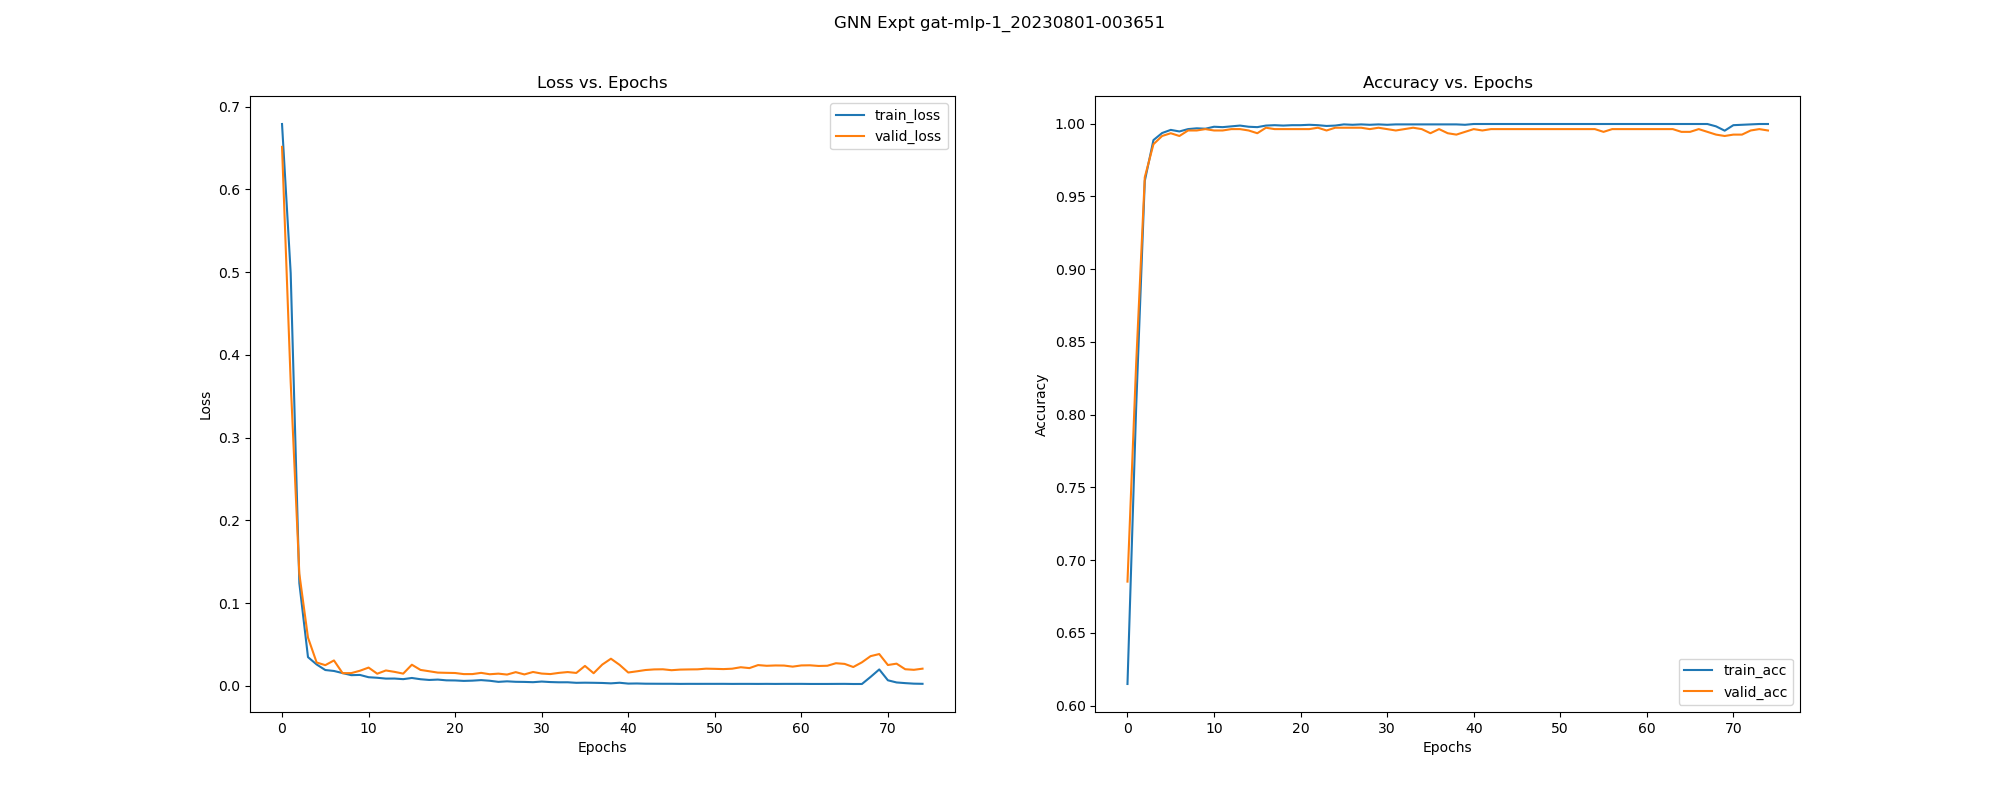 GNN Expt gat-mlp-1_20230801-003651
Loss vs. Epochs
0.7
0.6
0.5
0.4
0.3
0.2
0.1
0.0
Loss
0 10 20 30 40 50 60 70
Epochs
train_loss
valid_loss
Accuracy vs. Epochs
1.00
0.95
0.90
0.85
0.80
0.75
0.70
0.65
0.60
Accuracy
0 10 20 30 40 50 60 70
Epochs
train_acc
valid_acc